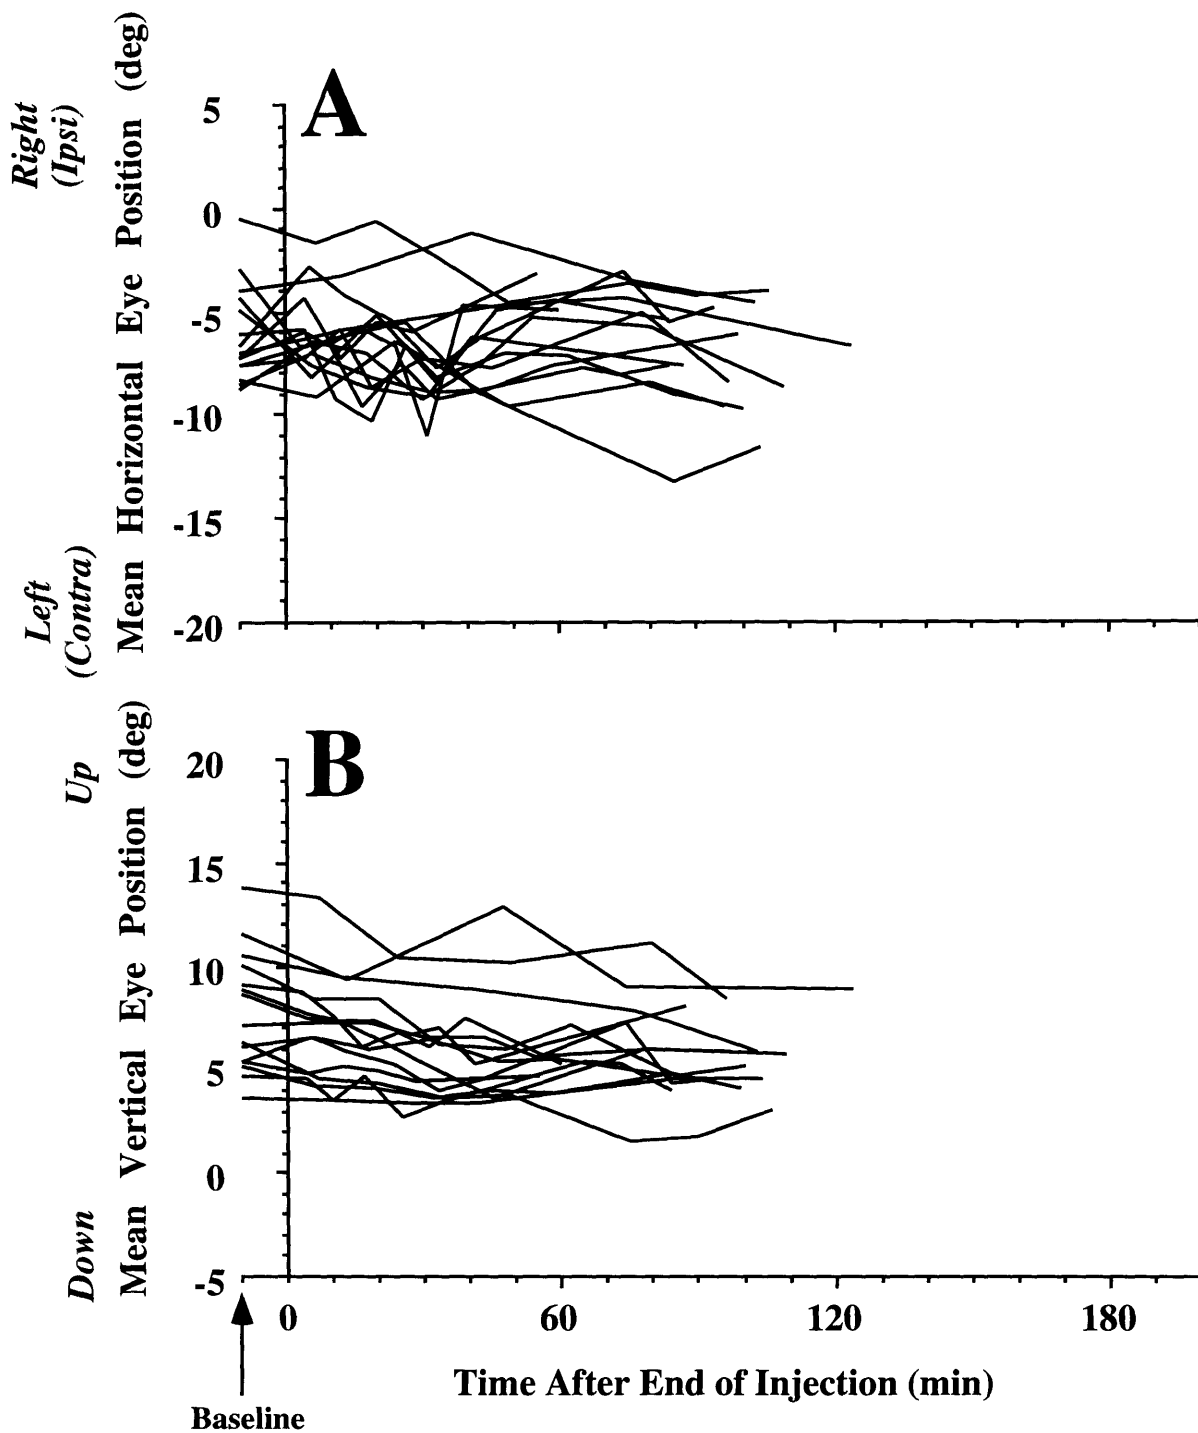 A
Right
(Ipsi)
Left
(Contra)
Mean Horizontal Eye Position (deg)
5
0
-5
-10
-15
-20
B
Up
Down
Mean Vertical Eye Position (deg)
20
15
10
5
0
-5
0 60 120 180
Time After End of Injection (min)
Baseline